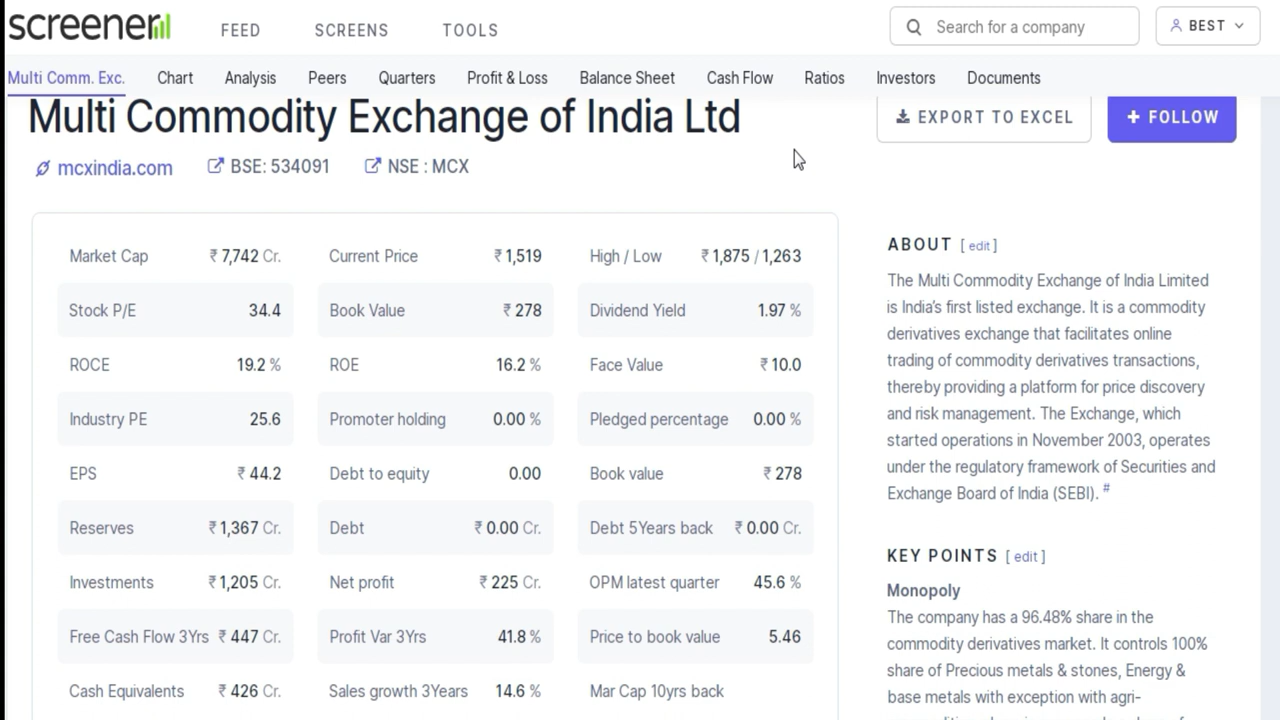 screener
FEED SCREENS TOOLS Search for a company BEST
Multi Comm. Exc. Chart Analysis Peers Quarters Profit & Loss Balance Sheet Cash Flow Ratios Investors Documents
Multi Commodity Exchange of India Ltd
EXPORT TO EXCEL + FOLLOW
mcxindia.com BSE: 534091 NSE : MCX
Market Cap ₹ 7,742 Cr. Current Price ₹ 1,519 High / Low ₹ 1,875 / 1,263
Stock P/E 34.4 Book Value ₹ 278 Dividend Yield 1.97 %
ROCE 19.2 % ROE 16.2 % Face Value ₹ 10.0
Industry PE 25.6 Promoter holding 0.00 % Pledged percentage 0.00 %
EPS ₹ 44.2 Debt to equity 0.00 Book value ₹ 278
Reserves ₹ 1,367 Cr. Debt ₹ 0.00 Cr. Debt 5Years back ₹ 0.00 Cr.
Investments ₹ 1,205 Cr. Net profit ₹ 225 Cr. OPM latest quarter 45.6 %
Free Cash Flow 3Yrs ₹ 447 Cr. Profit Var 3Yrs 41.8 % Price to book value 5.46
Cash Equivalents ₹ 426 Cr. Sales growth 3Years 14.6 % Mar Cap 10yrs back
ABOUT [ edit ]
The Multi Commodity Exchange of India Limited
is India's first listed exchange. It is a commodity
derivatives exchange that facilitates online
trading of commodity derivatives transactions,
thereby providing a platform for price discovery
and risk management. The Exchange, which
started operations in November 2003, operates
under the regulatory framework of Securities and
Exchange Board of India (SEBI). #
KEY POINTS [ edit ]
Monopoly
The company has a 96.48% share in the
commodity derivatives market. It controls 100%
share of Precious metals & stones, Energy &
base metals with exception with agri-